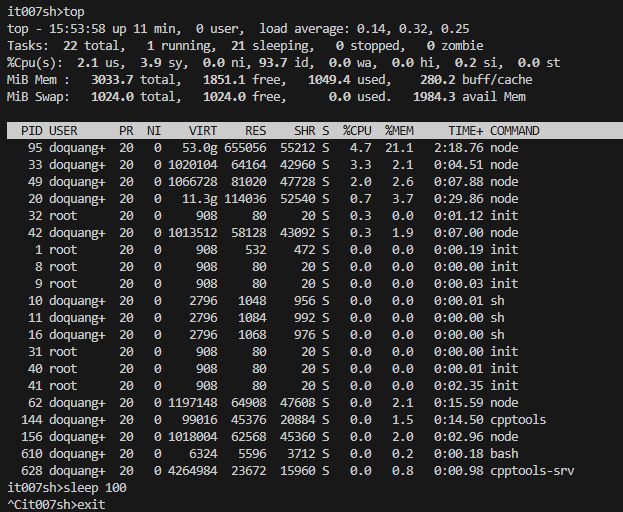 it007sh>top
top - 15:53:58 up 11 min,  0 user,  load average: 0.14, 0.32, 0.25
Tasks:  22 total,   1 running,  21 sleeping,   0 stopped,   0 zombie
%Cpu(s):  2.1 us,  3.9 sy,  0.0 ni, 93.7 id,  0.0 wa,  0.0 hi,  0.2 si,  0.0 st
MiB Mem :   3033.7 total,   1851.1 free,   1049.4 used,    280.2 buff/cache
MiB Swap:   1024.0 total,   1024.0 free,      0.0 used.   1984.3 avail Mem
PID USER      PR  NI    VIRT    RES    SHR S  %CPU  %MEM     TIME+ COMMAND
95 doquang+  20   0   53.0g 655056  55212 S   4.7  21.1   2:18.76 node
33 doquang+  20   0 1020104  64164  42960 S   3.3   2.1   0:04.51 node
49 doquang+  20   0 1066728  81020  47728 S   2.0   2.6   0:07.88 node
20 doquang+  20   0   11.3g 114036  52540 S   0.7   3.7   0:29.86 node
32 root      20   0     908     80     20 S   0.3   0.0   0:01.12 init
42 doquang+  20   0 1013512  58128  43092 S   0.3   1.9   0:07.00 node
1 root      20   0     908    532    472 S   0.0   0.0   0:00.19 init
8 root      20   0     908     80     20 S   0.0   0.0   0:00.00 init
9 root      20   0     908     80     20 S   0.0   0.0   0:00.03 init
10 doquang+  20   0    2796   1048    956 S   0.0   0.0   0:00.01 sh
11 doquang+  20   0    2796   1084    992 S   0.0   0.0   0:00.00 sh
16 doquang+  20   0    2796   1068    976 S   0.0   0.0   0:00.00 sh
31 root      20   0     908     80     20 S   0.0   0.0   0:00.00 init
40 root      20   0     908     80     20 S   0.0   0.0   0:00.01 init
41 root      20   0     908     80     20 S   0.0   0.0   0:02.35 init
62 doquang+  20   0 1197148  64908  47608 S   0.0   2.1   0:15.59 node
144 doquang+  20   0   99016  45376  20884 S   0.0   1.5   0:14.50 cpptools
156 doquang+  20   0 1018004  62568  45360 S   0.0   2.0   0:02.96 node
610 doquang+  20   0    6324   5596   3712 S   0.0   0.2   0:00.18 bash
628 doquang+  20   0 4264984  23672  15960 S   0.0   0.8   0:00.98 cpptools-srv
it007sh>sleep 100
^Cit007sh>exit